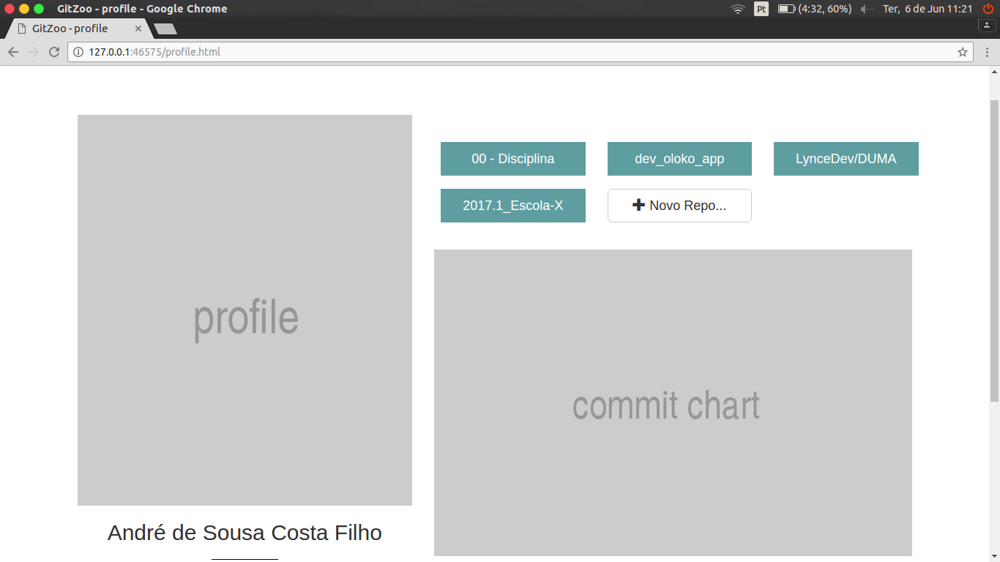 GitZoo - profile - Google Chrome
Pt
(4:32, 60%)
Ter, 6 de Jun 11:21
GitZoo - profile
127.0.0.1:46575/profile.html
00 - Disciplina
dev_oloko_app
LynceDev/DUMA
2017.1_Escola-X
Novo Repo...
profile
commit chart
André de Sousa Costa Filho